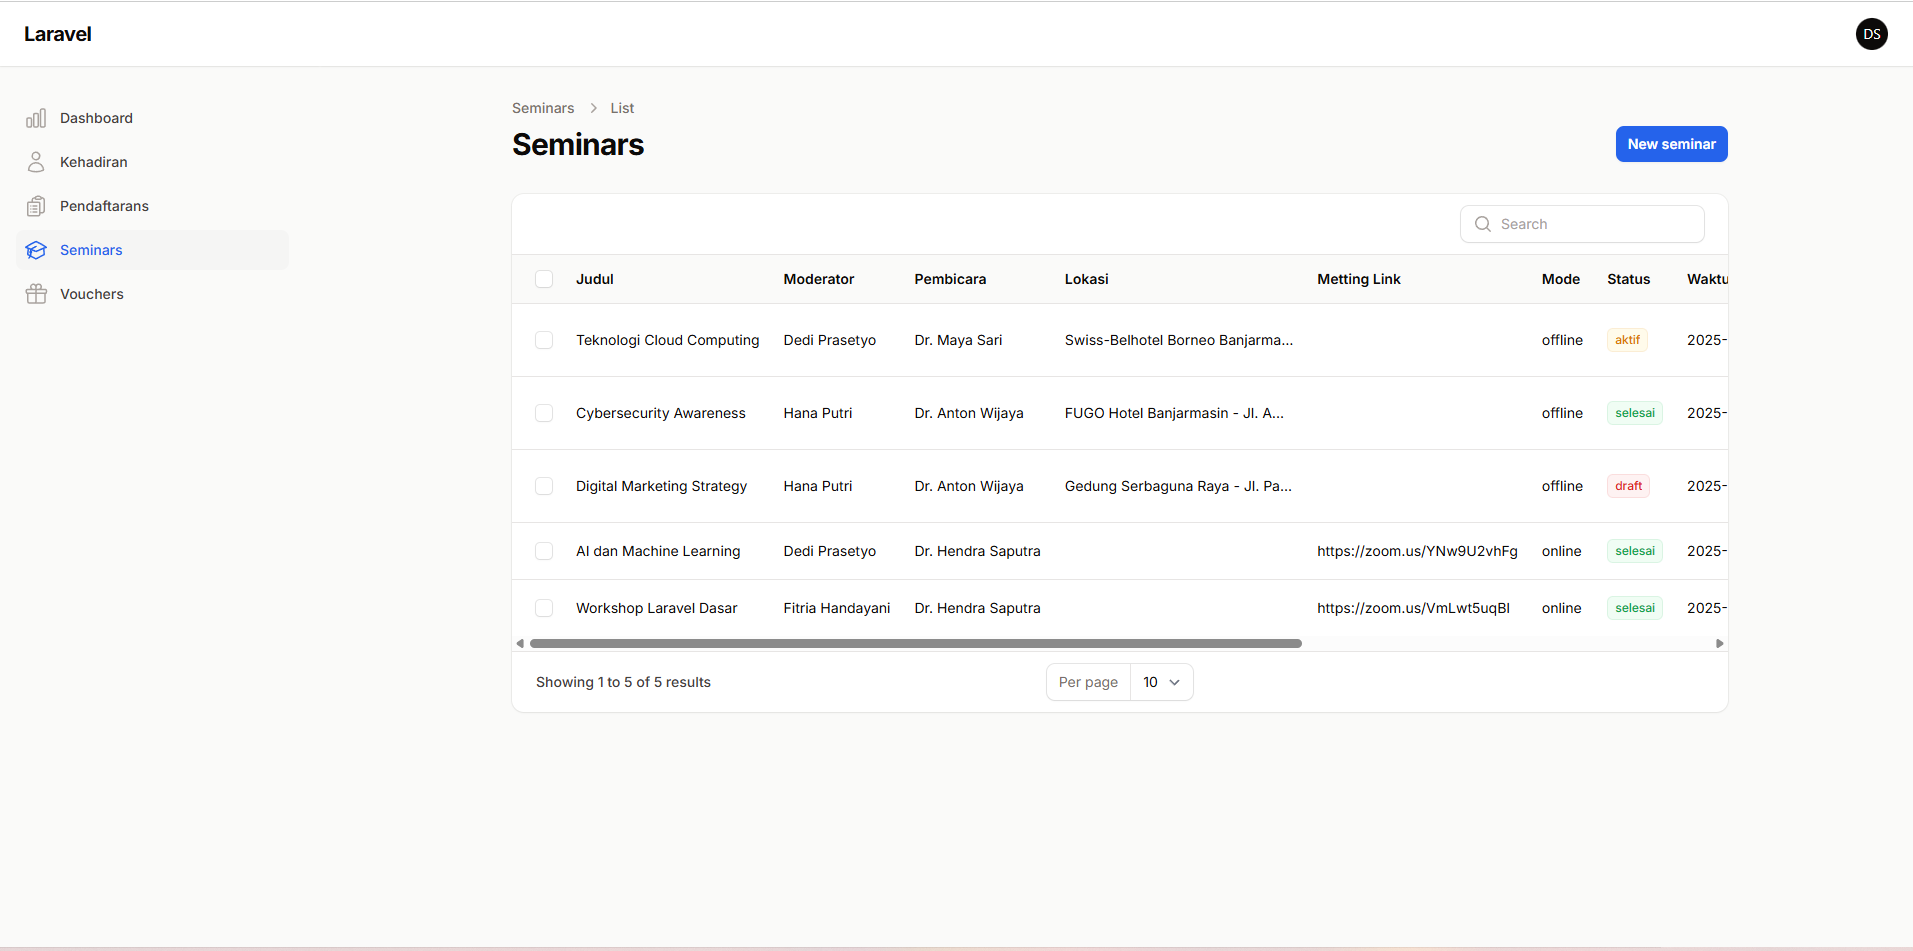 Laravel
DS
Dashboard
Kehadiran
Pendaftarans
Seminars
Vouchers
Seminars > List
Seminars
New seminar
Search
Judul Moderator Pembicara Lokasi Metting Link Mode Status Waktu
Teknologi Cloud Computing Dedi Prasetyo Dr. Maya Sari Swiss-Belhotel Borneo Banjarma... offline aktif 2025-
Cybersecurity Awareness Hana Putri Dr. Anton Wijaya FUGO Hotel Banjarmasin - Jl. A... offline selesai 2025-
Digital Marketing Strategy Hana Putri Dr. Anton Wijaya Gedung Serbaguna Raya - Jl. Pa... offline draft 2025-
AI dan Machine Learning Dedi Prasetyo Dr. Hendra Saputra https://zoom.us/YNw9U2vhFg online selesai 2025-
Workshop Laravel Dasar Fitria Handayani Dr. Hendra Saputra https://zoom.us/VmLwt5uqBl online selesai 2025-
Showing 1 to 5 of 5 results
Per page 10